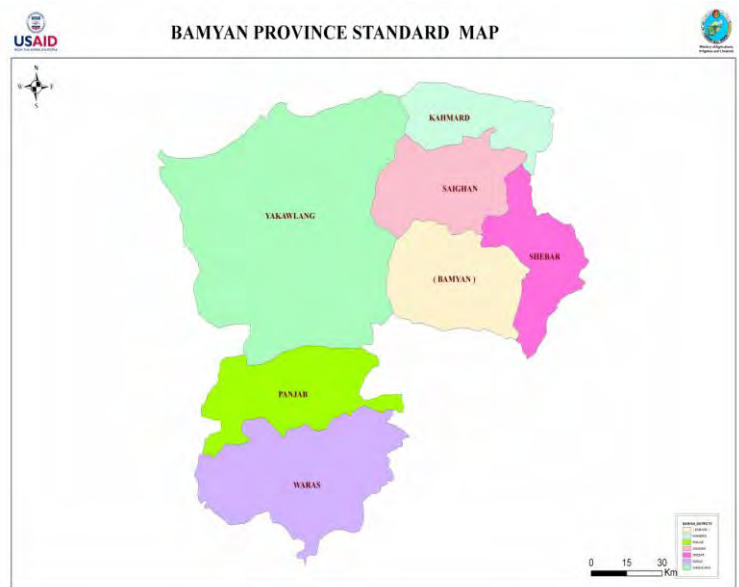 USAID
BAMYAN PROVINCE STANDARD MAP
N
W
E
S
KAHMARD
SAIGHAN
YAKAWLANG
SHEBAR
( BAMYAN )
PANJAB
WARAS
0 15 30
Km